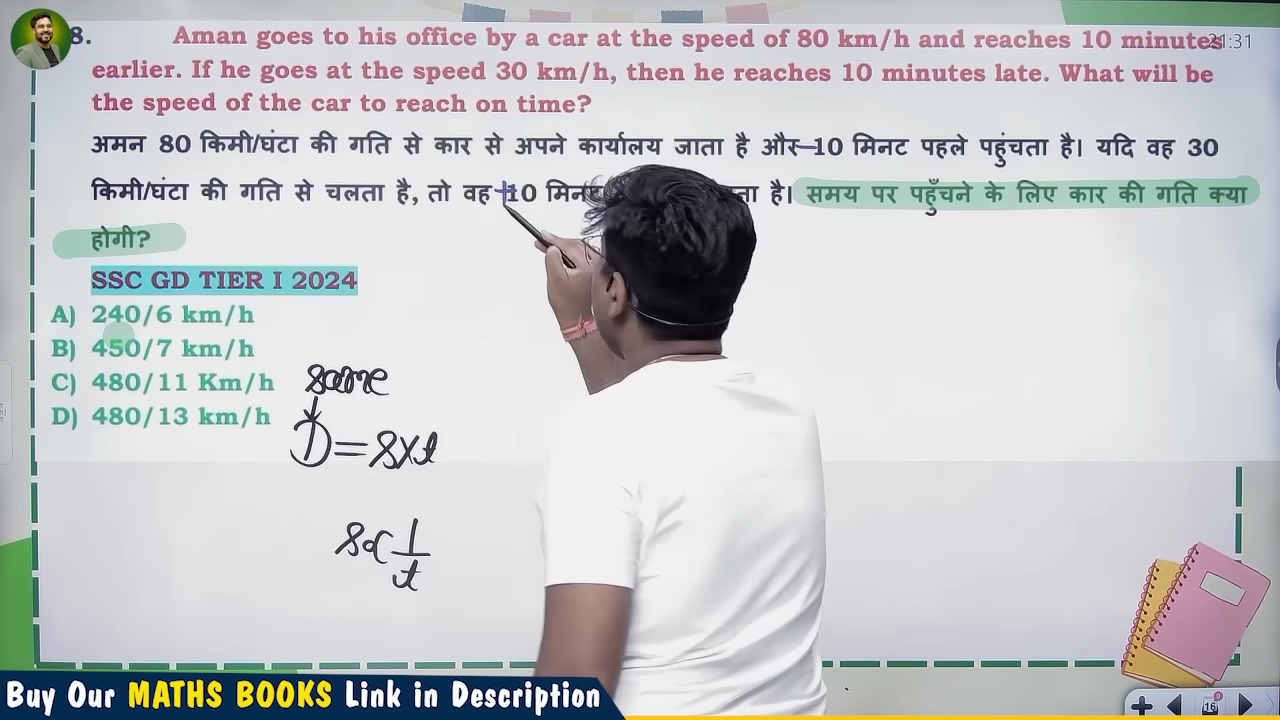 8. Aman goes to his office by a car at the speed of 80 km/h and reaches 10 minutes
21:31
earlier. If he goes at the speed 30 km/h, then he reaches 10 minutes late. What will be
the speed of the car to reach on time?
अमन 80 किमी/घंटा की गति से कार से अपने कार्यालय जाता है और 10 मिनट पहले पहुंचता है। यदि वह 30
किमी/घंटा की गति से चलता है, तो वह +10 है। समय पर पहुँचने के लिए कार की गति क्या
होगी?
SSC GD TIER I 2024
A) 240/6 km/h
B) 450/7 km/h
C) 480/11 Km/h
D) 480/13 km/h
same
D = s×t
s ∝ 1/t
16
Buy Our MATHS BOOKS Link in Description